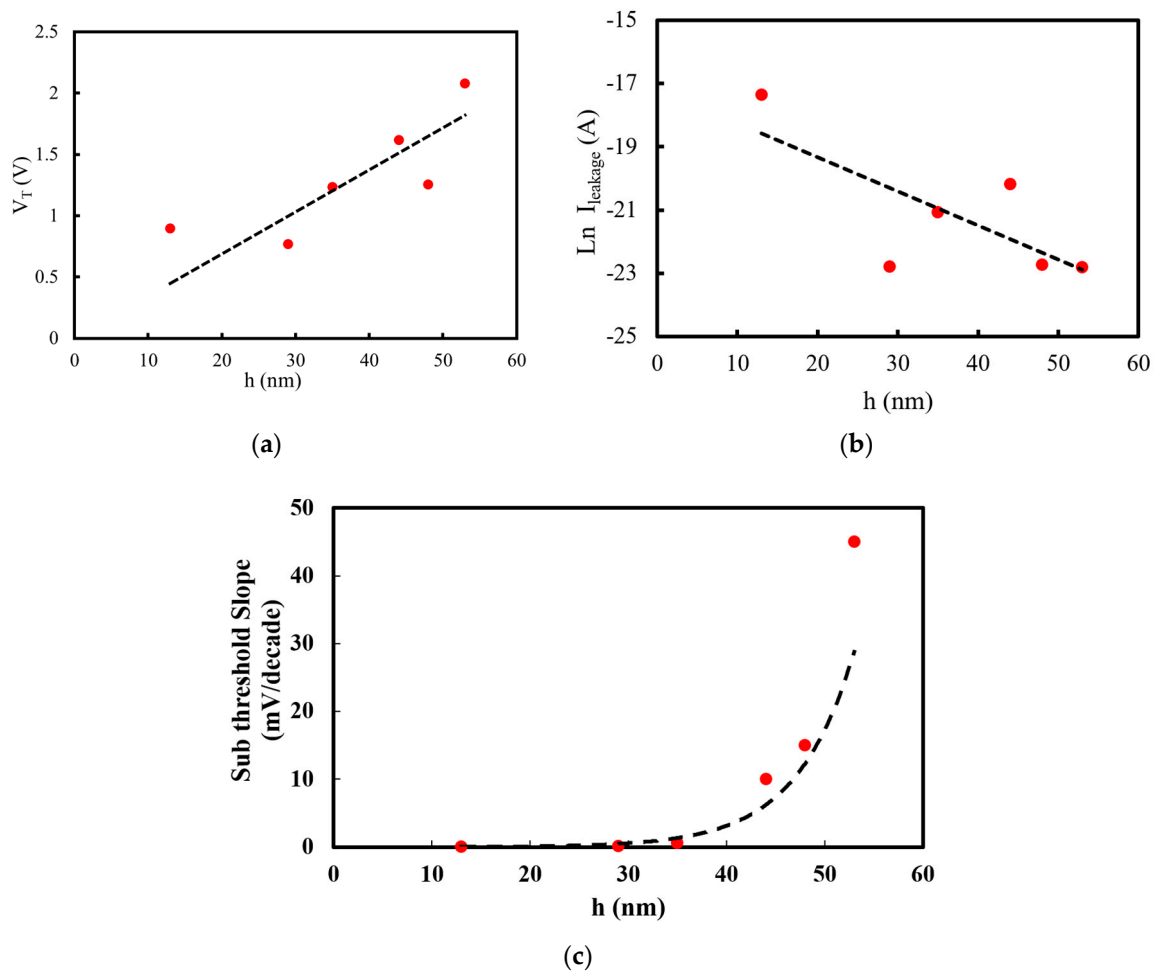 2.5
2
1.5
1
0.5
0
V_T (V)
0 10 20 30 40 50 60
h (nm)
(a)
-15
-17
-19
-21
-23
-25
Ln I_leakage (A)
0 10 20 30 40 50 60
h (nm)
(b)
50
40
30
20
10
0
Sub threshold Slope
(mV/decade)
0 10 20 30 40 50 60
h (nm)
(c)